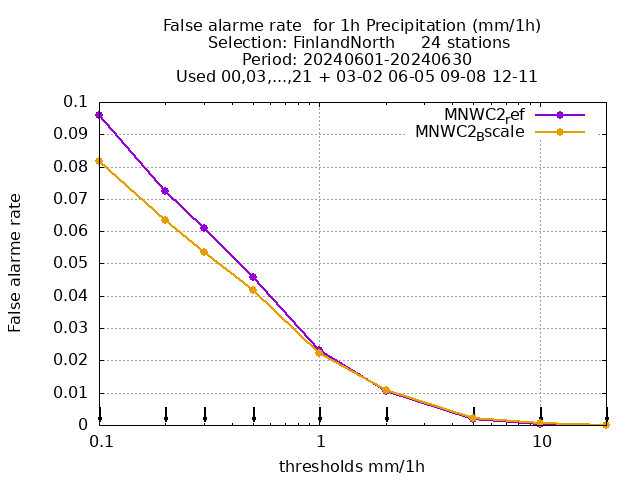 False alarme rate  for 1h Precipitation (mm/1h)
Selection: FinlandNorth     24 stations
Period: 20240601-20240630
Used 00,03,...,21 + 03-02 06-05 09-08 12-11
MNWC2ref
MNWC2Bscale
0.1
0.09
0.08
0.07
0.06
0.05
0.04
0.03
0.02
0.01
0
False alarme rate
0.1 1 10
thresholds mm/1h